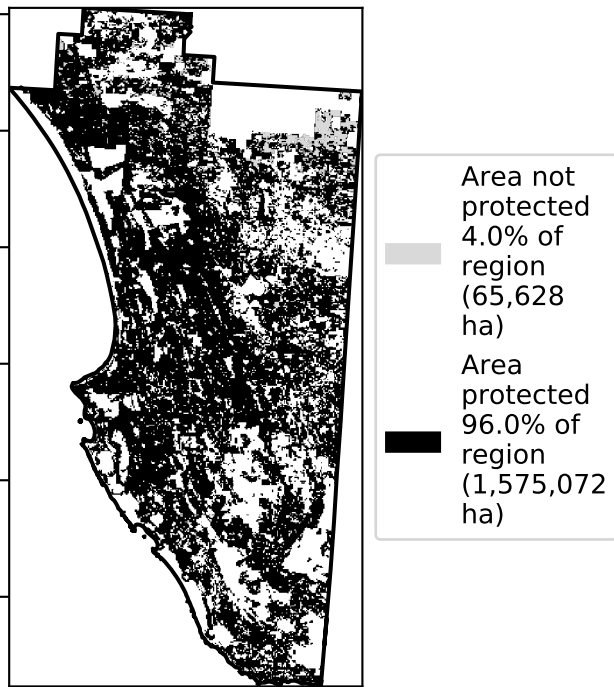 Area not
protected
4.0% of
region
(65,628
ha)
Area
protected
96.0% of
region
(1,575,072
ha)